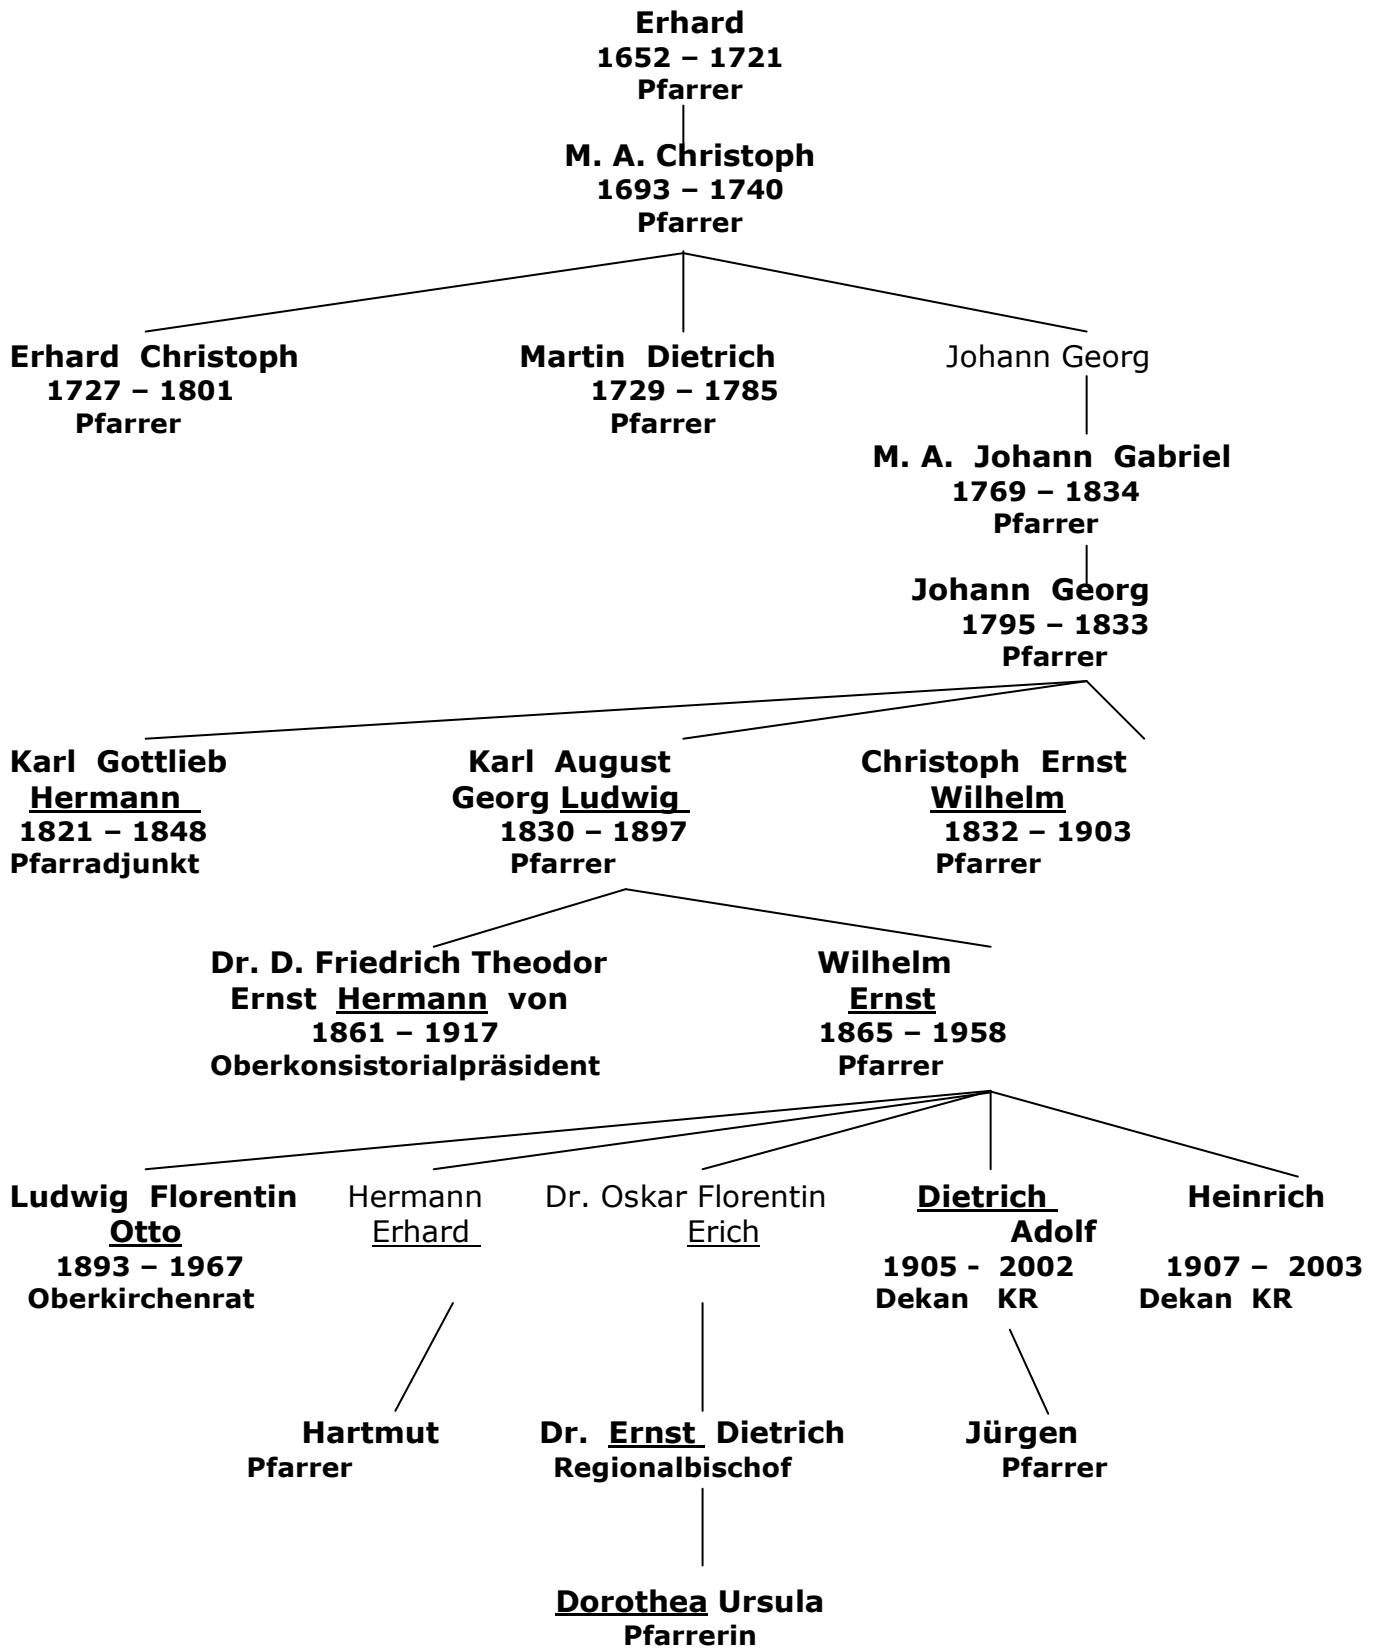 Erhard
1652 – 1721
Pfarrer
M. A. Christoph
1693 – 1740
Pfarrer
Erhard Christoph
1727 – 1801
Pfarrer
Martin Dietrich
1729 – 1785
Pfarrer
Johann Georg
M. A. Johann Gabriel
1769 – 1834
Pfarrer
Johann Georg
1795 – 1833
Pfarrer
Karl Gottlieb
Hermann
1821 – 1848
Pfarradjunkt
Karl August
Georg Ludwig
1830 – 1897
Pfarrer
Christoph Ernst
Wilhelm
1832 – 1903
Pfarrer
Dr. D. Friedrich Theodor
Ernst Hermann von
1861 – 1917
Oberkonsistorialpräsident
Wilhelm
Ernst
1865 – 1958
Pfarrer
Ludwig Florentin
Otto
1893 – 1967
Oberkirchenrat
Hermann
Erhard
Dr. Oskar Florentin
Erich
Dietrich
Adolf
1905 - 2002
Dekan KR
Heinrich
1907 – 2003
Dekan KR
Hartmut
Pfarrer
Dr. Ernst Dietrich
Regionalbischof
Jürgen
Pfarrer
Dorothea Ursula
Pfarrerin